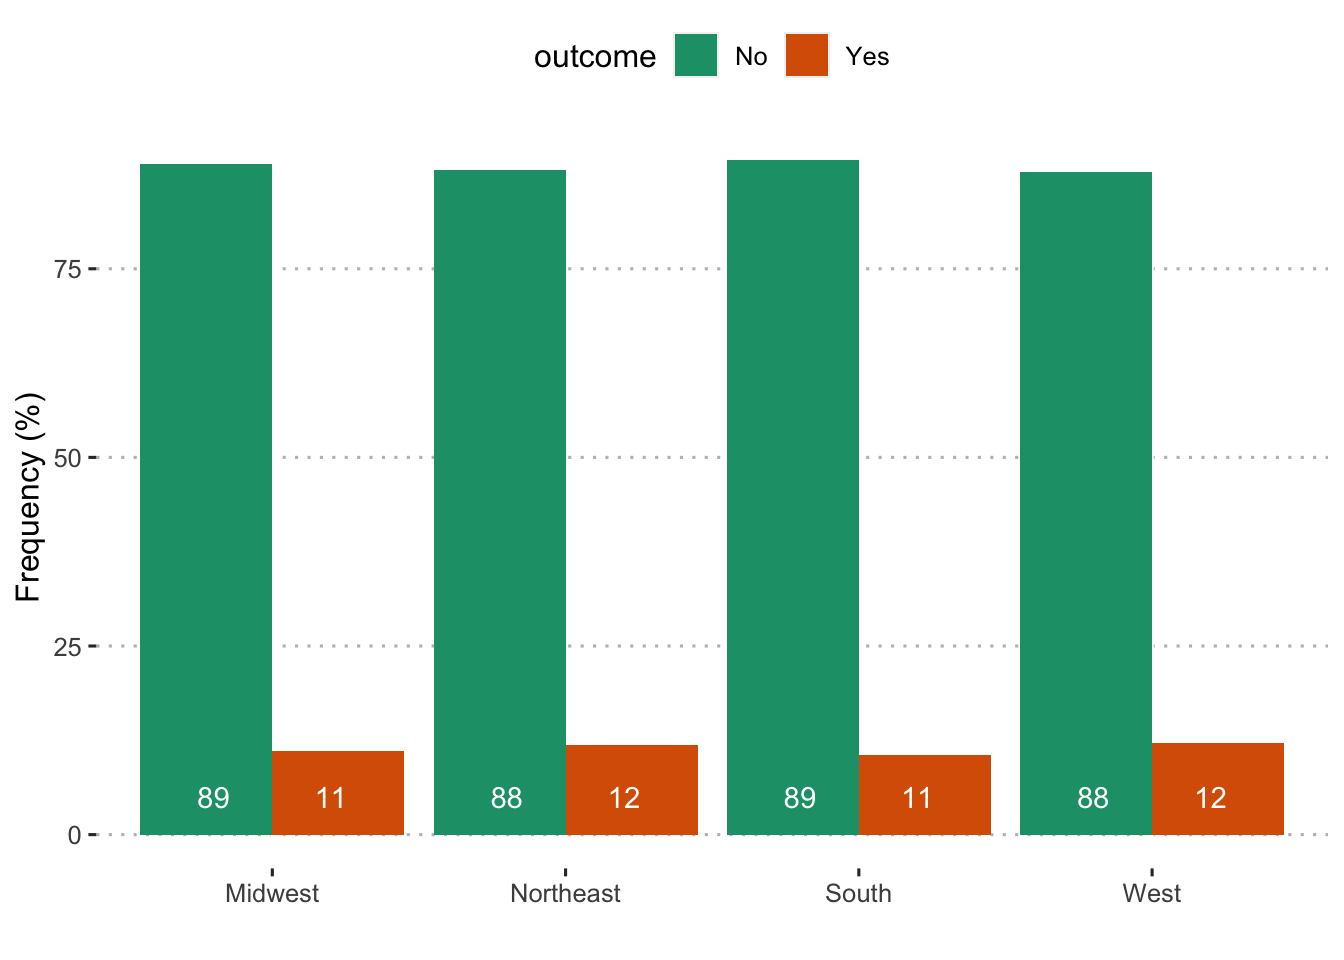 outcome No Yes
75
50
25
0
Frequency (%)
89 11 88 12 89 11 88 12
Midwest Northeast South West